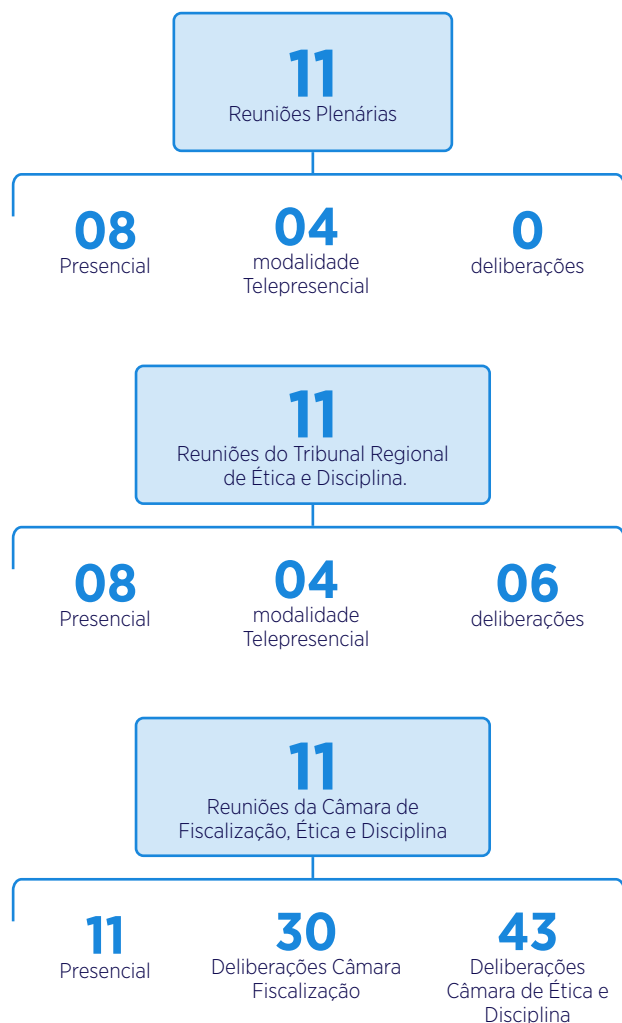 11
Reuniões Plenárias
08
Presencial
04
modalidade
Telepresencial
0
deliberações
11
Reuniões do Tribunal Regional
de Ética e Disciplina.
08
Presencial
04
modalidade
Telepresencial
06
deliberações
11
Reuniões da Câmara de
Fiscalização, Ética e Disciplina
11
Presencial
30
Deliberações Câmara
Fiscalização
43
Deliberações
Câmara de Ética e
Disciplina